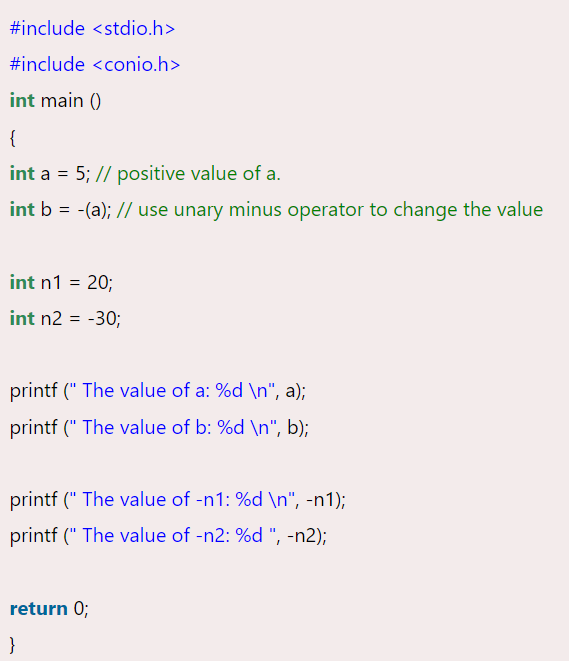 #include <stdio.h>
#include <conio.h>
int main ()
{
int a = 5; // positive value of a.
int b = -(a); // use unary minus operator to change the value
int n1 = 20;
int n2 = -30;
printf (" The value of a: %d \n", a);
printf (" The value of b: %d \n", b);
printf (" The value of -n1: %d \n", -n1);
printf (" The value of -n2: %d ", -n2);
return 0;
}